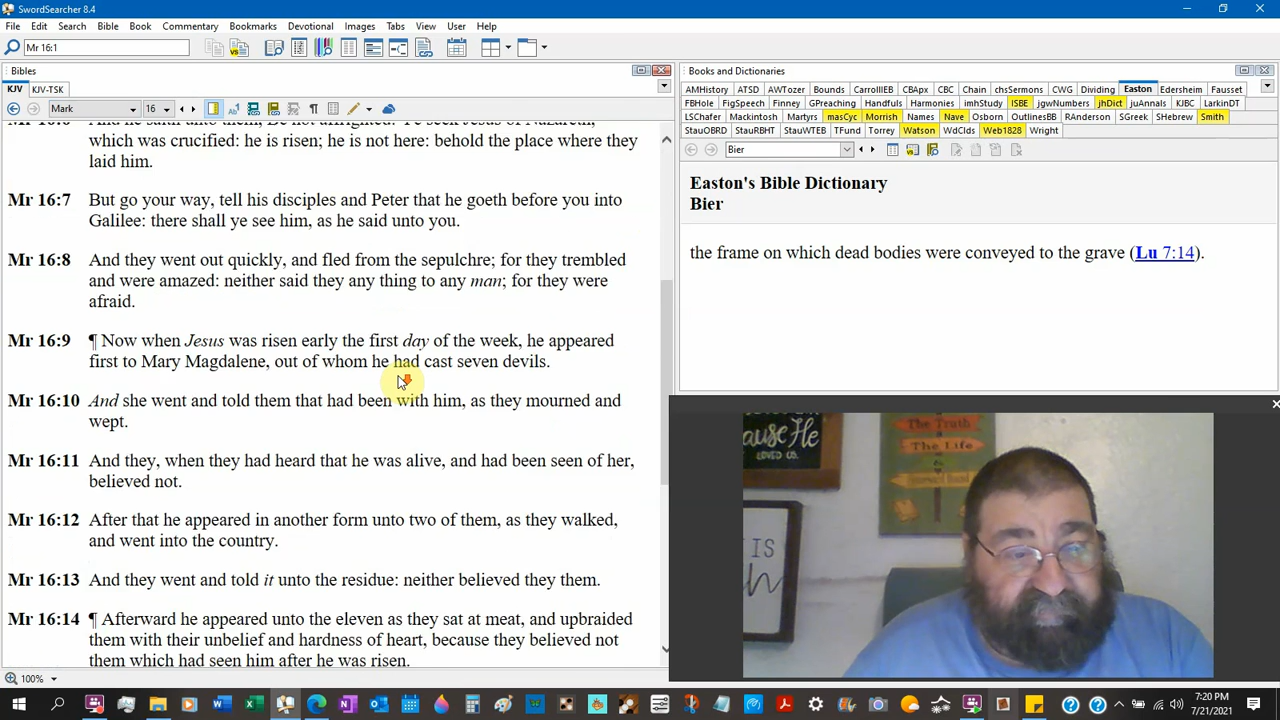 SwordSearcher 8.4
File Edit Search Bible Book Commentary Bookmarks Devotional Images Tabs View User Help
Mr 16:1
Bibles
KJV KJV-TSK
Mark 16
which was crucified: he is risen; he is not here: behold the place where they
laid him.
Mr 16:7 But go your way, tell his disciples and Peter that he goeth before you into
Galilee: there shall ye see him, as he said unto you.
Mr 16:8 And they went out quickly, and fled from the sepulchre; for they trembled
and were amazed: neither said they any thing to any man; for they were
afraid.
Mr 16:9 ¶ Now when Jesus was risen early the first day of the week, he appeared
first to Mary Magdalene, out of whom he had cast seven devils.
Mr 16:10 And she went and told them that had been with him, as they mourned and
wept.
Mr 16:11 And they, when they had heard that he was alive, and had been seen of her,
believed not.
Mr 16:12 After that he appeared in another form unto two of them, as they walked,
and went into the country.
Mr 16:13 And they went and told it unto the residue: neither believed they them.
Mr 16:14 ¶ Afterward he appeared unto the eleven as they sat at meat, and upbraided
them with their unbelief and hardness of heart, because they believed not
them which had seen him after he was risen.
100%
Books and Dictionaries
AMHistory ATSD AWTozer Bounds CarrollIEB CBApx CBC Chain chsSermons CWG Dividing Easton Edersheim Fausset
FBHole FigSpeech Finney GPreaching Handfuls Harmonies imhStudy ISBE jgwNumbers jhDict juAnnals KJBC LarkinDT
LSChafer Mackintosh Martyrs masCyc Morrish Names Nave Osborn OutlinesBB RAnderson SGreek SHebrew Smith
StauOBRD StauRBHT StauWTEB TFund Torrey Watson WdClds Web1828 Wright
Bier
Easton's Bible Dictionary
Bier
the frame on which dead bodies were conveyed to the grave (Lu 7:14).
The Truth
The Life
ause He
LOVED US.
7:20 PM
7/21/2021